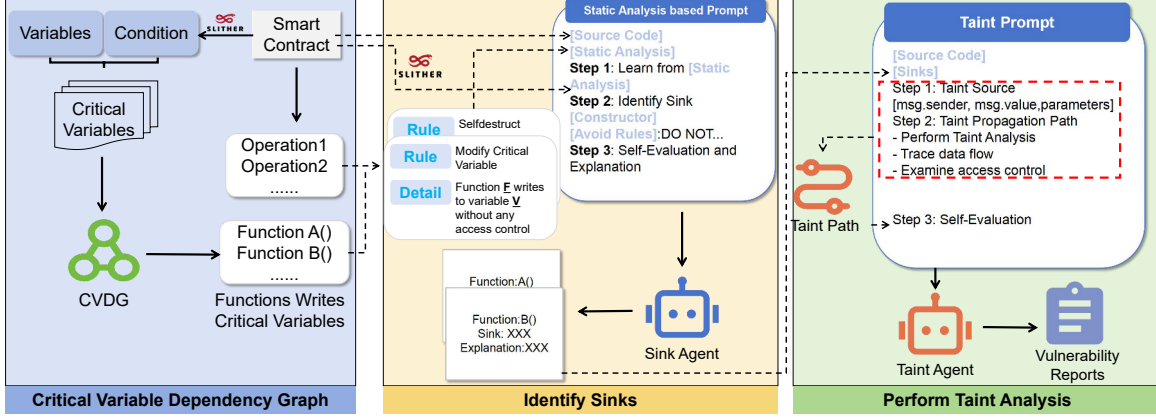 Variables
Condition
SLITHER
Smart
Contract
Critical
Variables
Operation1
Operation2
......
CVDG
Function A()
Function B()
......
Functions Writes
Critical Variables
Critical Variable Dependency Graph
SLITHER
Static Analysis based Prompt
[Source Code]
[Static Analysis]
Step 1: Learn from [Static
Analysis]
Step 2: Identify Sink
[Constructor]
[Avoid Rules]:DO NOT...
Step 3: Self-Evaluation and
Explanation
Rule
Selfdestruct
Rule
Modify Critical
Variable
Detail
Function F writes
to variable V
without any
access control
Function:A()
Function:B()
Sink: XXX
Explanation:XXX
Sink Agent
Identify Sinks
Taint Prompt
[Source Code]
[Sinks]
Step 1: Taint Source
[msg.sender, msg.value,parameters]
Step 2: Taint Propagation Path
- Perform Taint Analysis
- Trace data flow
- Examine access control
Taint Path
Step 3: Self-Evaluation
Taint Agent
Vulnerability
Reports
Perform Taint Analysis